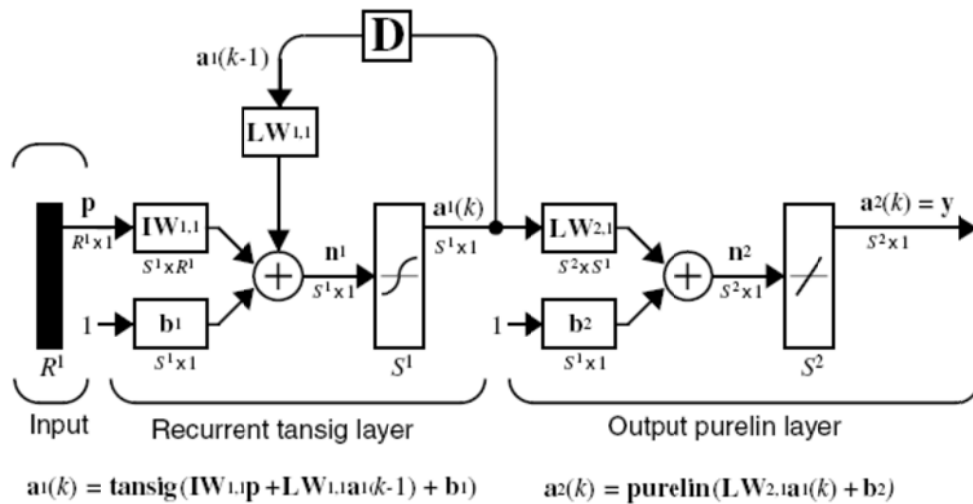 D
a1(k-1)
LW1,1
p
R1x1
IW1,1
S1xR1
1
b1
S1x1
n1
S1x1
a1(k)
S1x1
R1
S1
LW2,1
S2xS1
1
b2
S1x1
n2
S2x1
a2(k) = y
S2x1
S2
Input
Recurrent tansig layer
Output purelin layer
a1(k) = tansig(IW1,1p +LW1,1a1(k-1) + b1)
a2(k) = purelin(LW2,1a1(k) + b2)